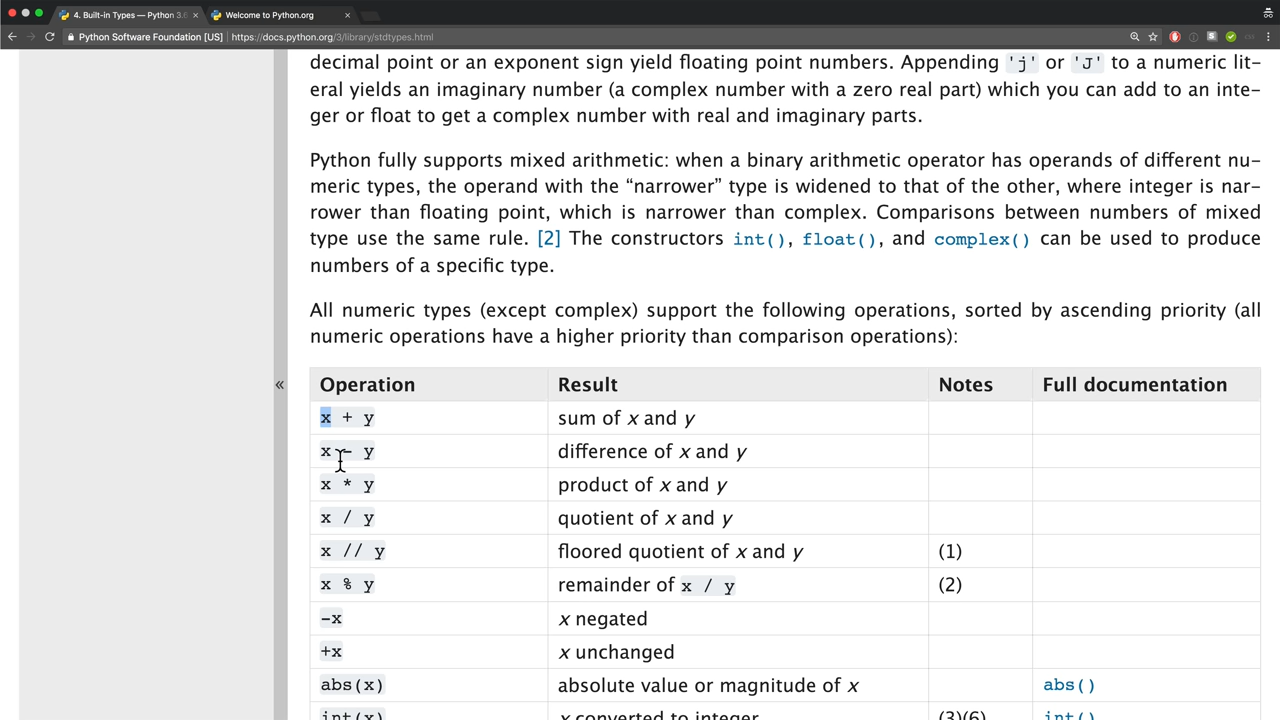 4. Built-in Types — Python 3.6
Welcome to Python.org
Python Software Foundation [US] | https://docs.python.org/3/library/stdtypes.html
decimal point or an exponent sign yield floating point numbers. Appending 'j' or 'J' to a numeric lit-
eral yields an imaginary number (a complex number with a zero real part) which you can add to an inte-
ger or float to get a complex number with real and imaginary parts.
Python fully supports mixed arithmetic: when a binary arithmetic operator has operands of different nu-
meric types, the operand with the “narrower” type is widened to that of the other, where integer is nar-
rower than floating point, which is narrower than complex. Comparisons between numbers of mixed
type use the same rule. [2] The constructors int(), float(), and complex() can be used to produce
numbers of a specific type.
All numeric types (except complex) support the following operations, sorted by ascending priority (all
numeric operations have a higher priority than comparison operations):
«
Operation Result Notes Full documentation
x + y sum of x and y
x - y difference of x and y
x * y product of x and y
x / y quotient of x and y
x // y floored quotient of x and y (1)
x % y remainder of x / y (2)
-x x negated
+x x unchanged
abs(x) absolute value or magnitude of x abs()
int(x) x converted to integer (3)(6) int()